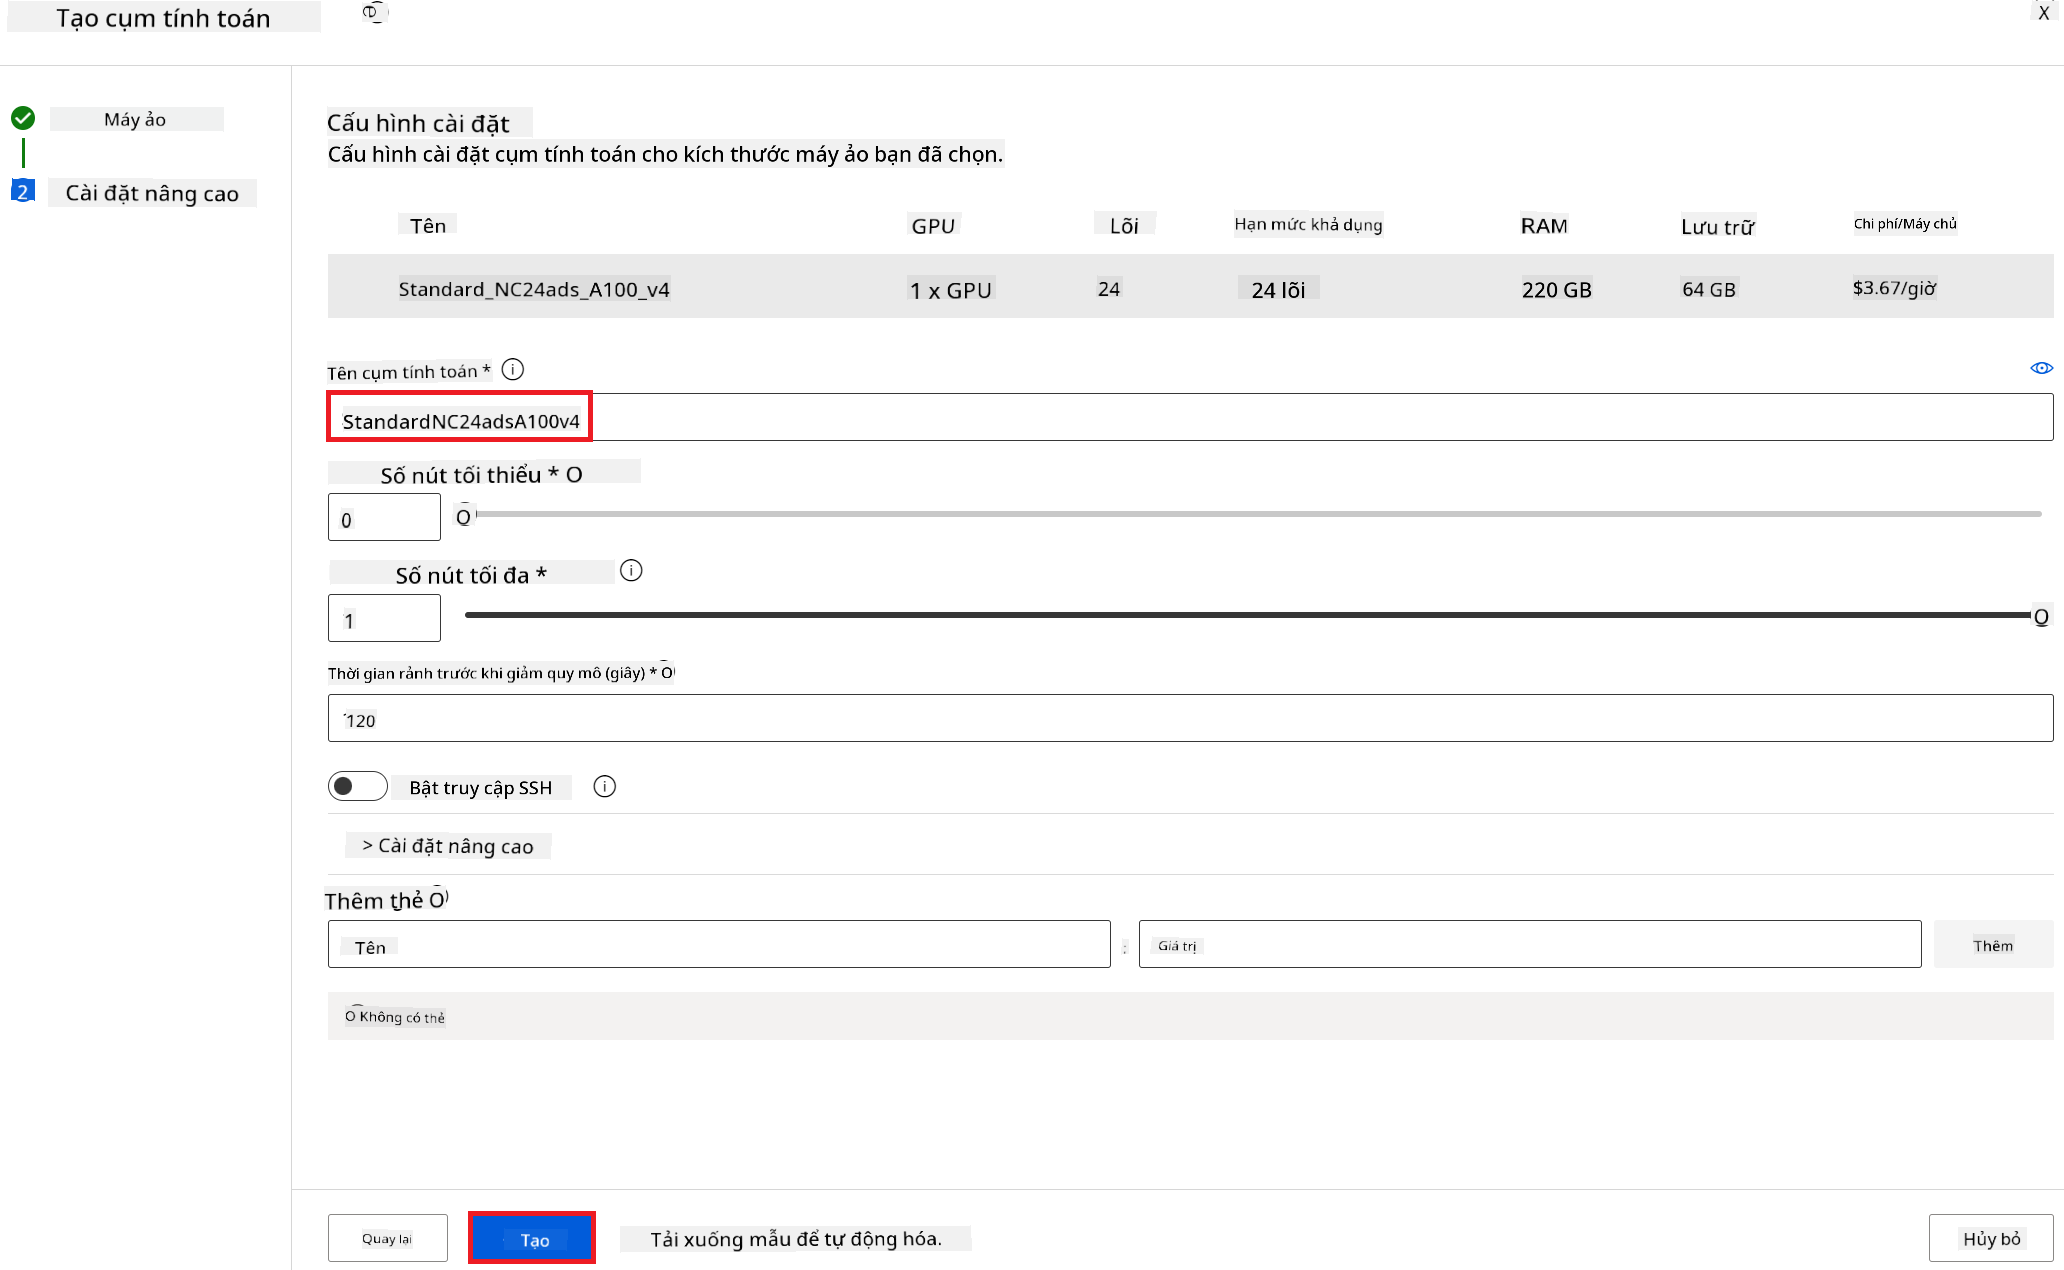 Tạo cụm tính toán
X
Máy ảo
2 Cài đặt nâng cao
Cấu hình cài đặt
Cấu hình cài đặt cụm tính toán cho kích thước máy ảo bạn đã chọn.
Tên GPU Lõi Hạn mức khả dụng RAM Lưu trữ Chi phí/Máy chủ
Standard_NC24ads_A100_v4 1 x GPU 24 24 lõi 220 GB 64 GB $3.67/giờ
Tên cụm tính toán *
StandardNC24adsA100v4
Số nút tối thiểu * O
0
Số nút tối đa *
1
Thời gian rảnh trước khi giảm quy mô (giây) * O
120
Bật truy cập SSH
> Cài đặt nâng cao
Thêm thẻ O
Tên : Giá trị Thêm
O Không có thẻ
Quay lại Tạo Tải xuống mẫu để tự động hóa. Hủy bỏ